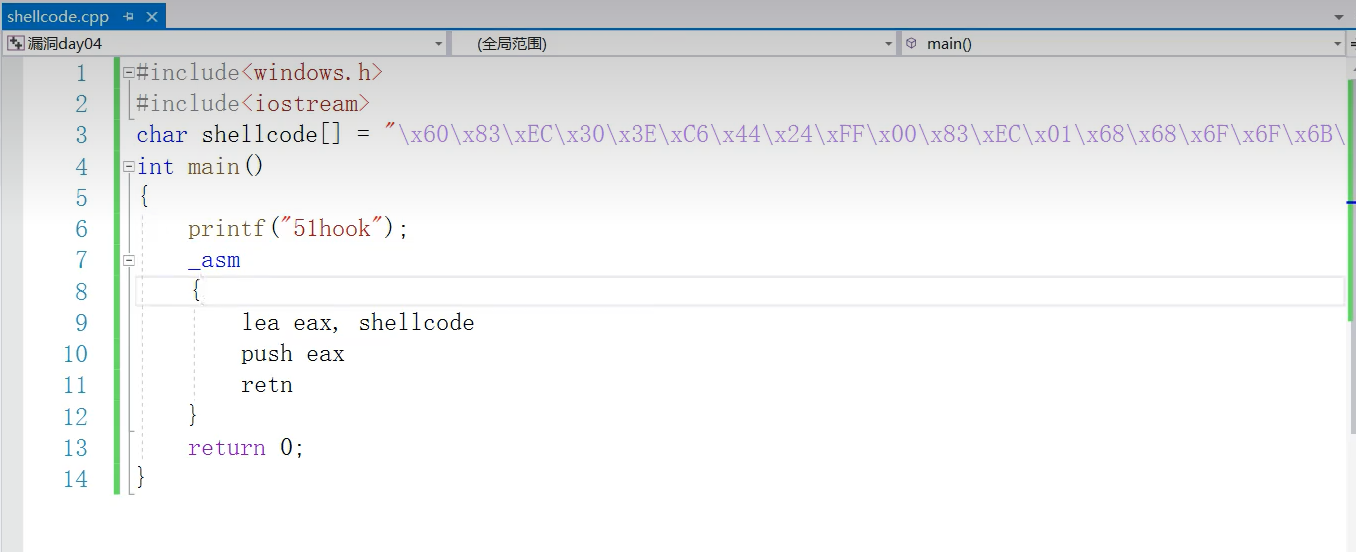 shellcode.cpp
漏洞day04 (全局范围) main()
1 #include<windows.h>
2 #include<iostream>
3 char shellcode[] = "\x60\x83\xEC\x30\x3E\xC6\x44\x24\xFF\x00\x83\xEC\x01\x68\x68\x6F\x6F\x6B\
4 int main()
5 {
6 printf("51hook");
7 _asm
8 {
9 lea eax, shellcode
10 push eax
11 retn
12 }
13 return 0;
14 }